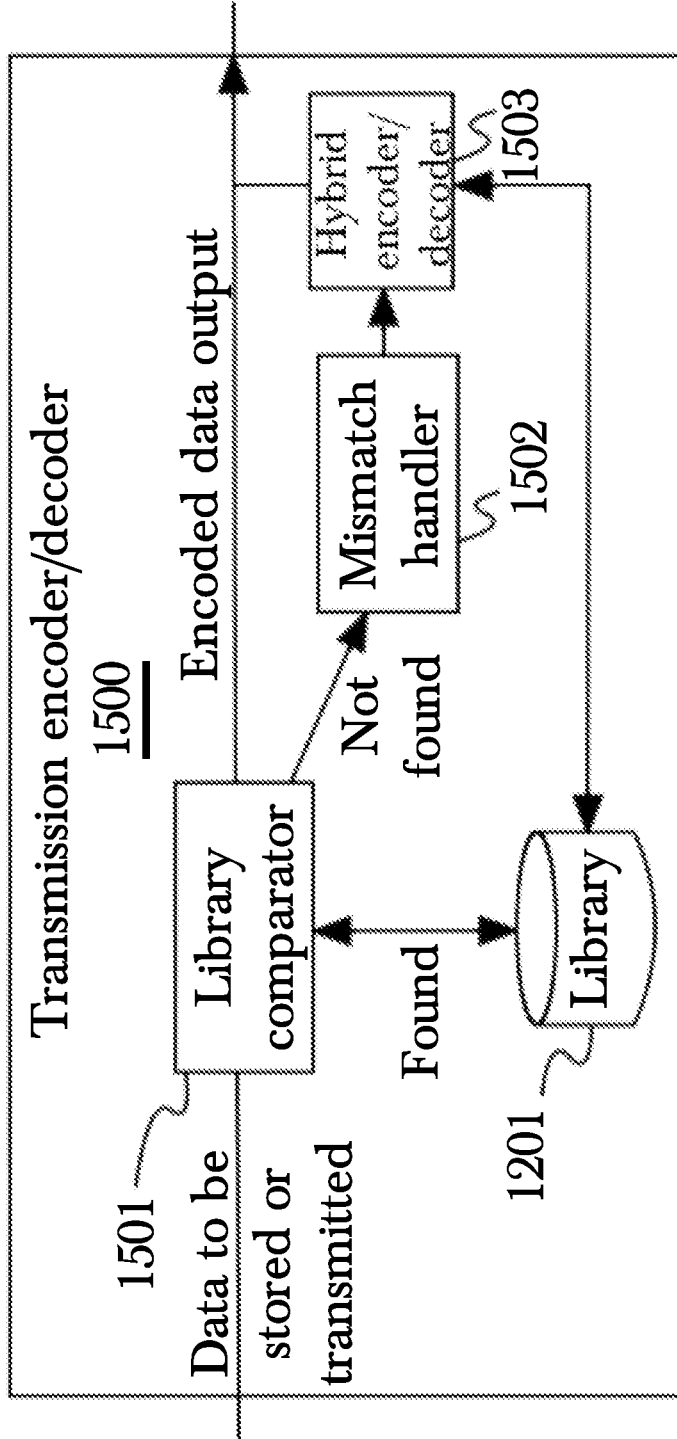 Transmission encoder/decoder
1500
1501
Data to be
stored or
transmitted
Library
comparator
Encoded data output
Found
Not
found
Mismatch
handler
1502
Hybrid
encoder/
decoder
1503
Library
1201